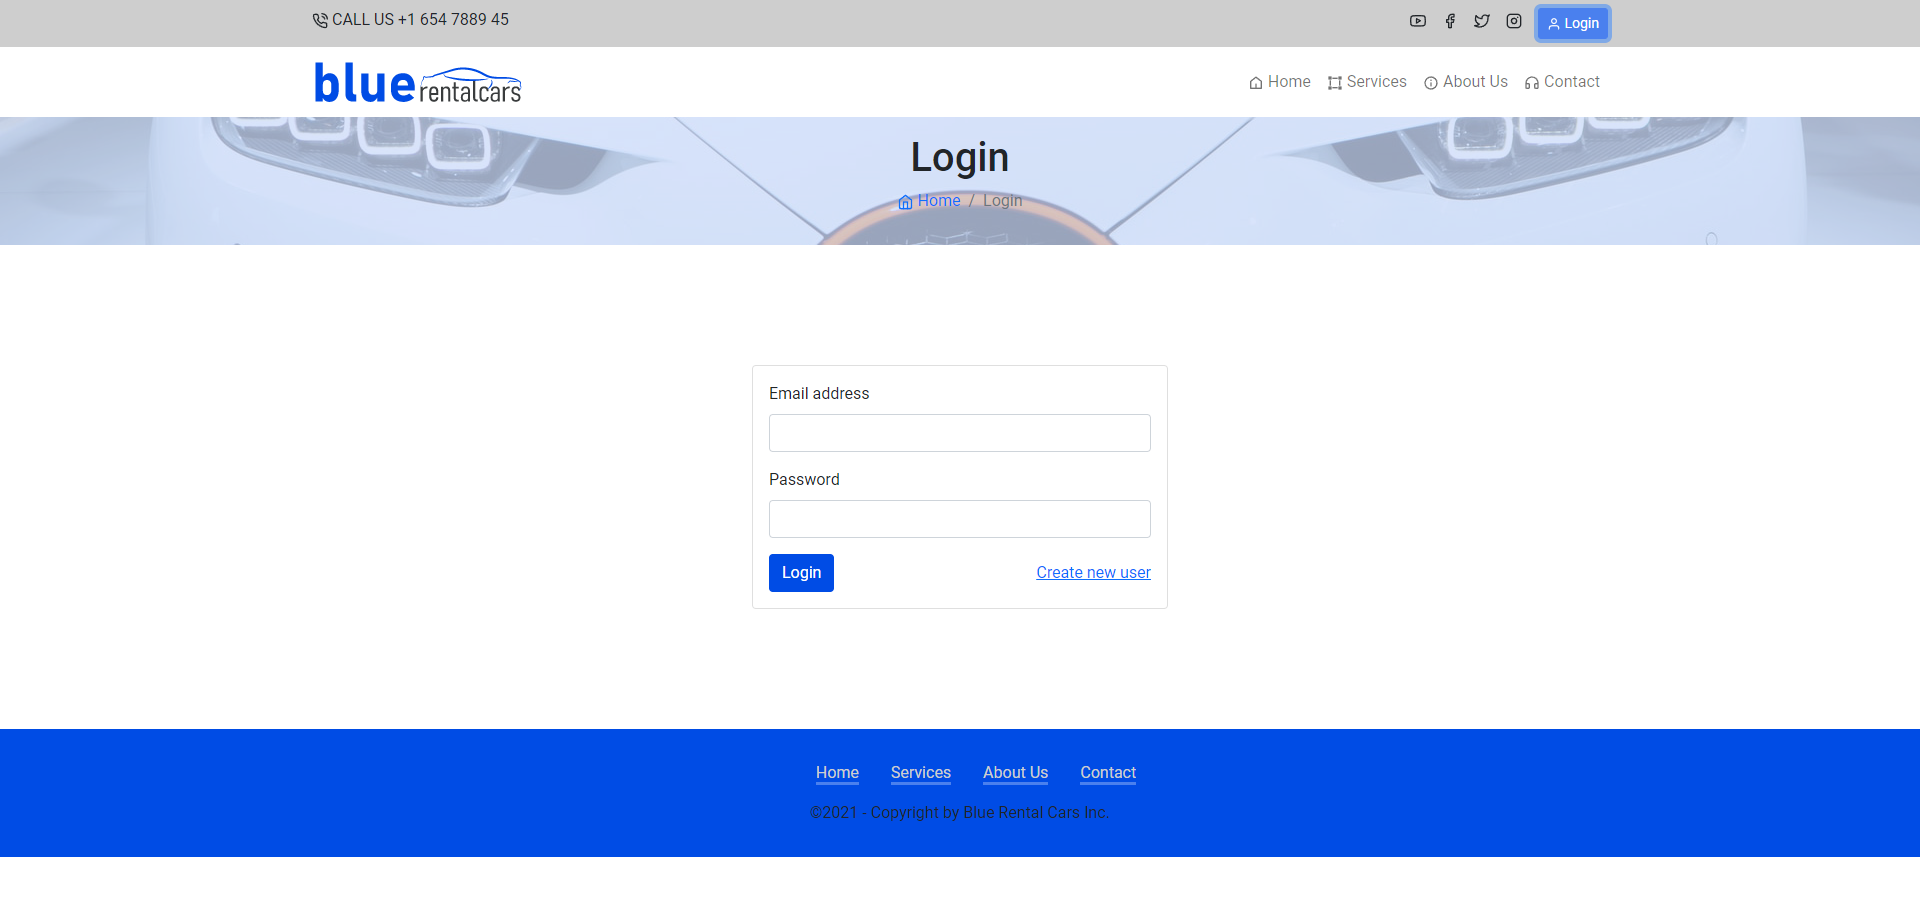 CALL US +1 654 7889 45
Login
blue rentalcars
Home Services About Us Contact
Login
Home / Login
Email address
Password
Login Create new user
Home Services About Us Contact
©2021 - Copyright by Blue Rental Cars Inc.